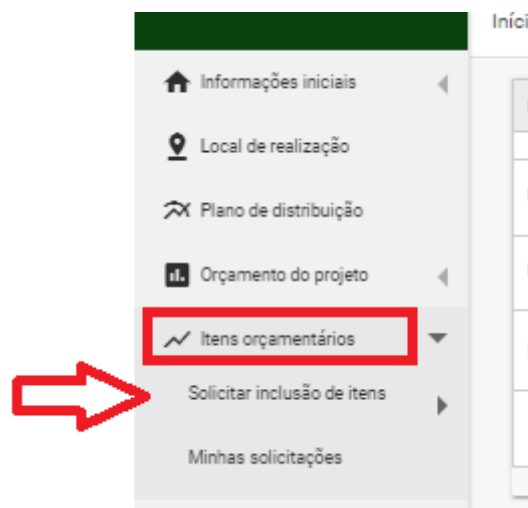 Iníci
Informações iniciais
Local de realização
Plano de distribuição
Orçamento do projeto
Itens orçamentários
Solicitar inclusão de itens
Minhas solicitações